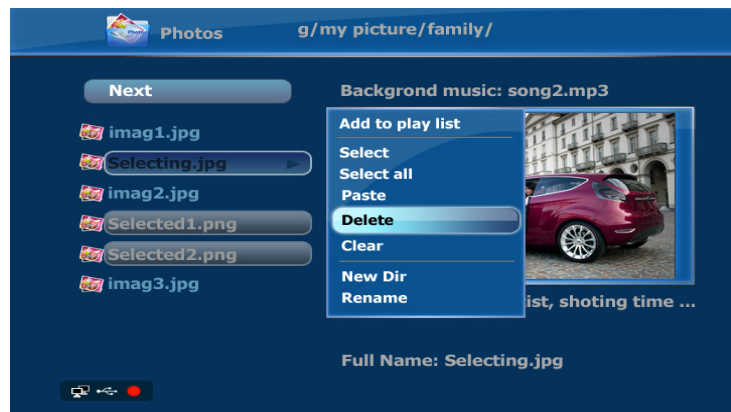 Photos
g/my picture/family/
Next
Backgrond music: song2.mp3
imag1.jpg
Selecting.jpg
imag2.jpg
Selected1.png
Selected2.png
imag3.jpg
Add to play list
Select
Select all
Paste
Delete
Clear
New Dir
Rename
ist, shoting time ...
Full Name: Selecting.jpg